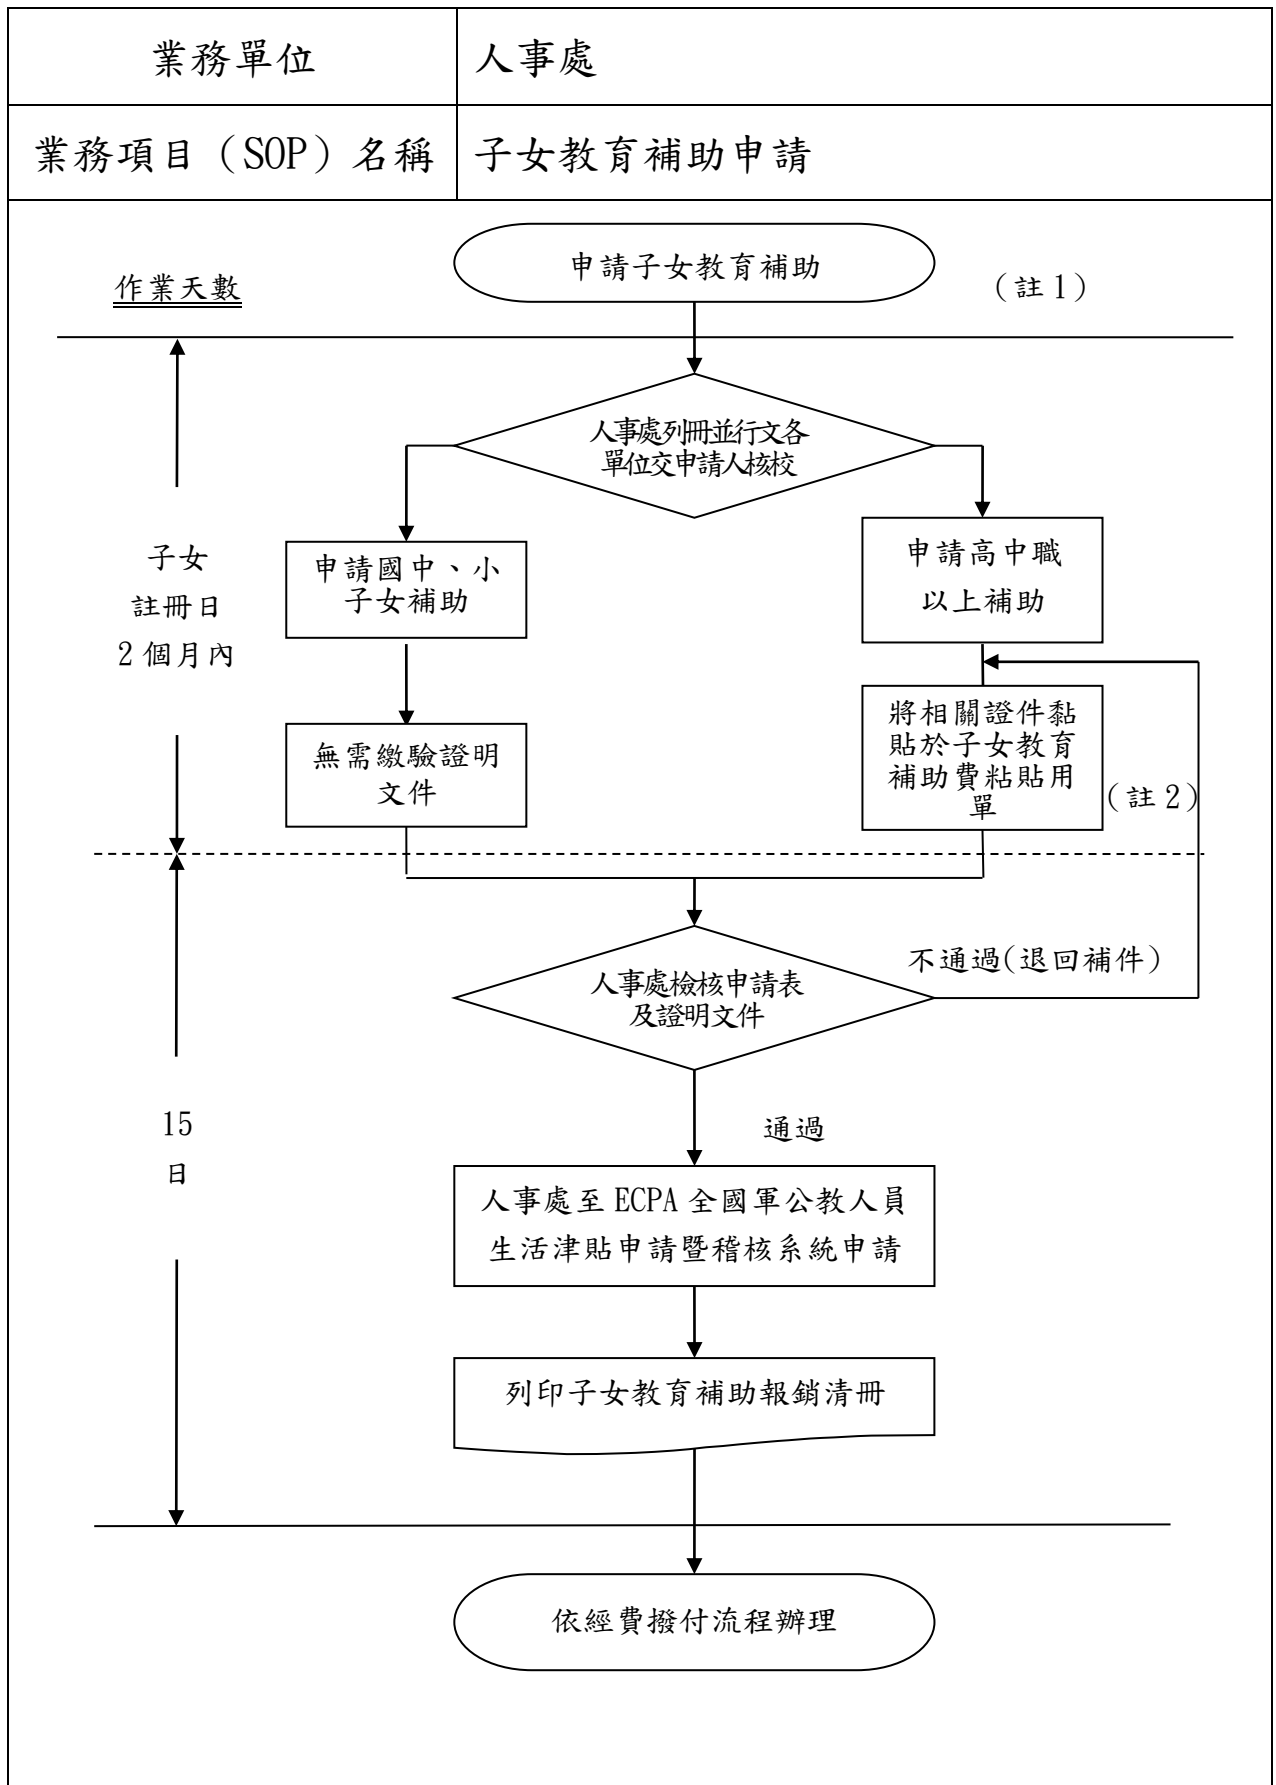 業務單位
人事處
業務項目（SOP）名稱
子女教育補助申請
申請子女教育補助
作業天數
（註 1）
人事處列冊並行文各
單位交申請人核校
子女
註冊日
2 個月內
申請國中、小
子女補助
申請高中職
以上補助
無需繳驗證明
文件
將相關證件黏
貼於子女教育
補助費粘貼用
單
（註 2）
不通過(退回補件)
人事處檢核申請表
及證明文件
15
日
通過
人事處至 ECPA 全國軍公教人員
生活津貼申請暨稽核系統申請
列印子女教育補助報銷清冊
依經費撥付流程辦理